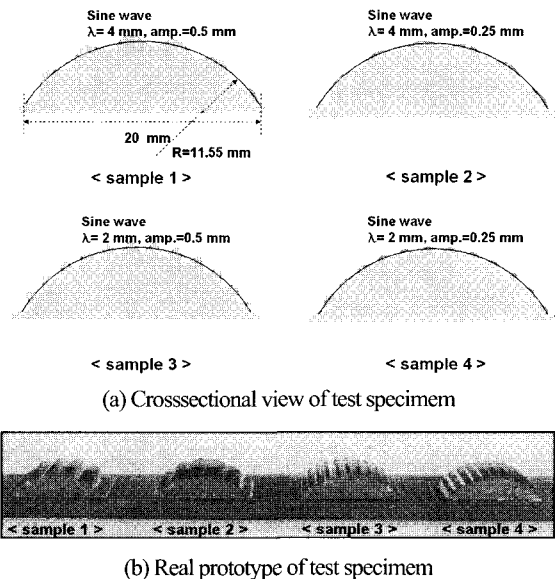 Sine wave
λ= 4 mm, amp.=0.5 mm
20 mm
R=11.55 mm
< sample 1 >
Sine wave
λ= 4 mm, amp.=0.25 mm
< sample 2 >
Sine wave
λ= 2 mm, amp.=0.5 mm
< sample 3 >
Sine wave
λ= 2 mm, amp.=0.25 mm
< sample 4 >
(a) Crosssectional view of test specimem
< sample 1 >
< sample 2 >
< sample 3 >
< sample 4 >
(b) Real prototype of test specimem